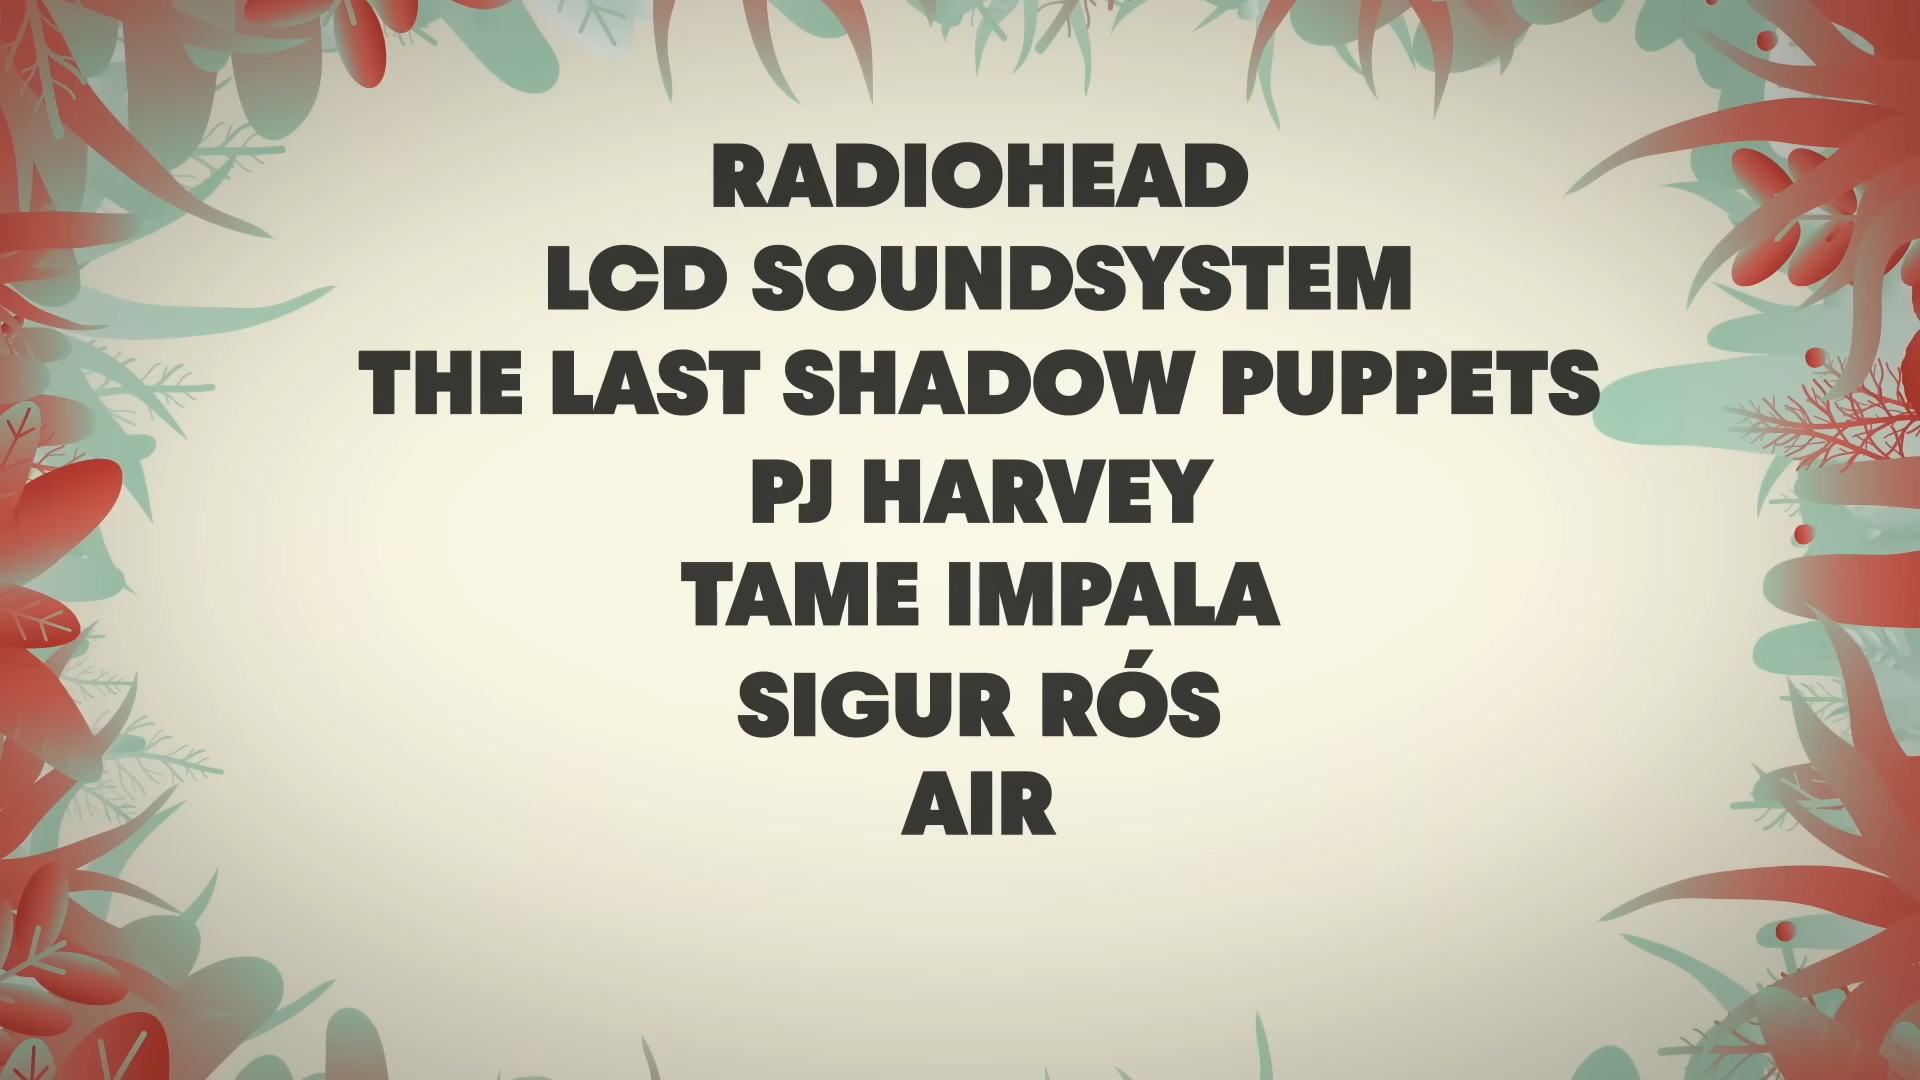 RADIOHEAD
LCD SOUNDSYSTEM
THE LAST SHADOW PUPPETS
PJ HARVEY
TAME IMPALA
SIGUR RÓS
AIR